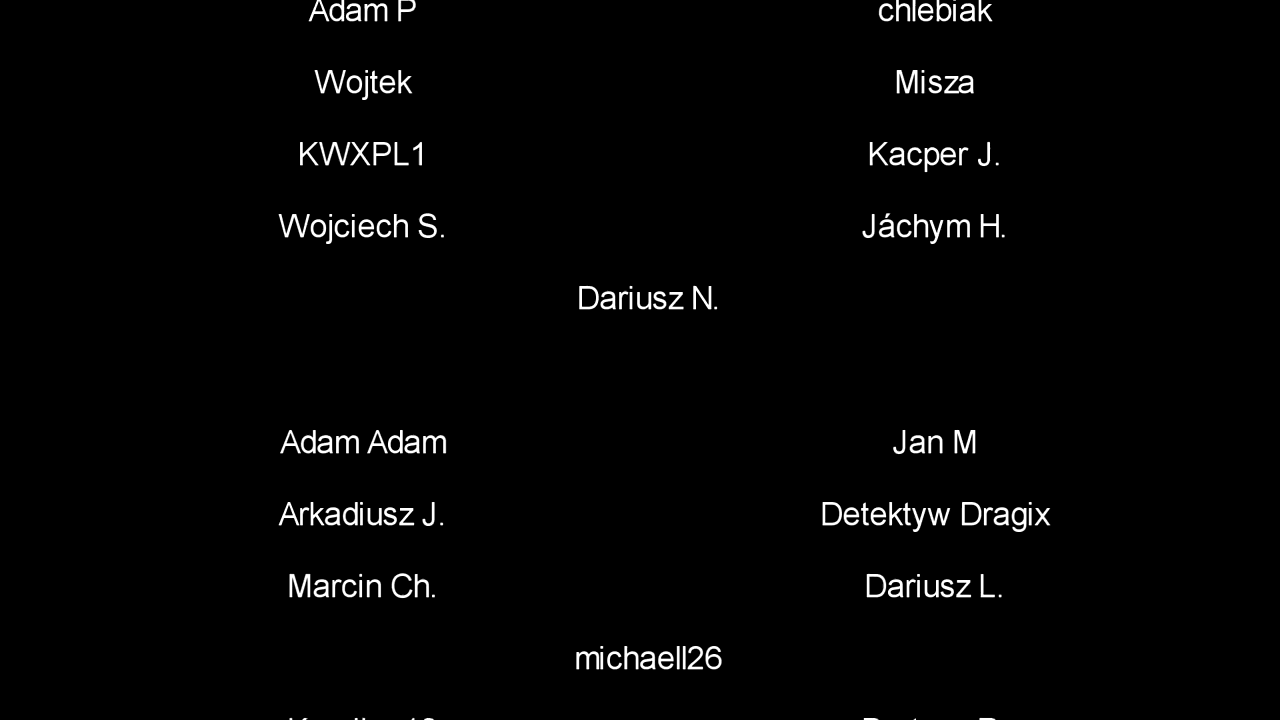 Adam P chlebiak
Wojtek Misza
KWXPL1 Kacper J.
Wojciech S. Jáchym H.
Dariusz N.
Adam Adam Jan M
Arkadiusz J. Detektyw Dragix
Marcin Ch. Dariusz L.
michaell26